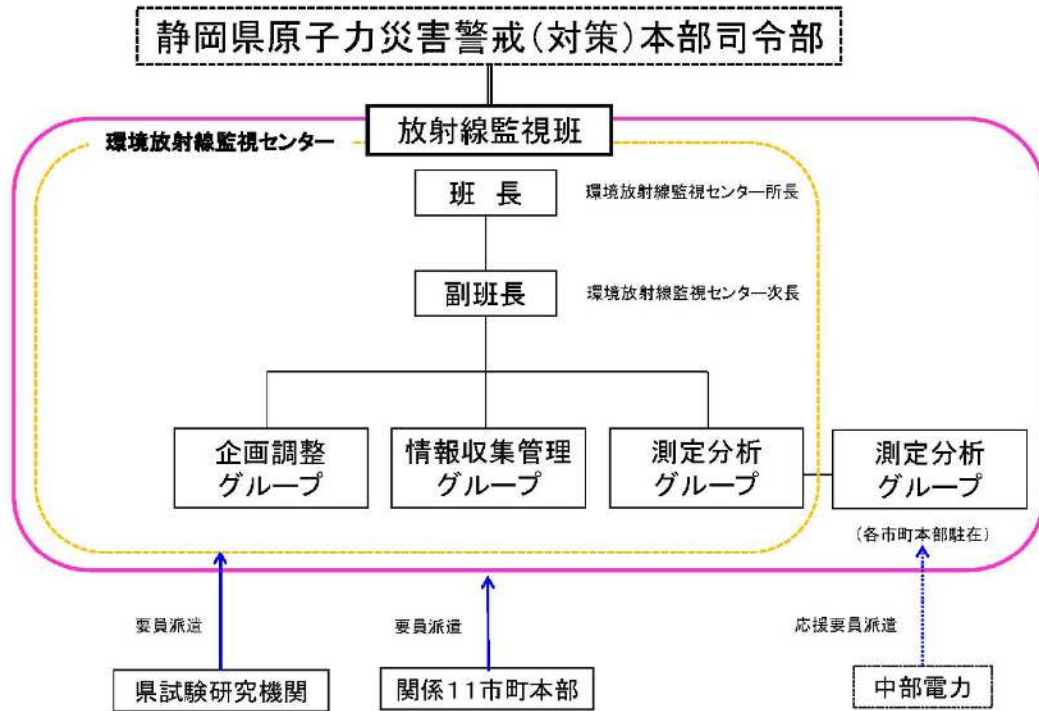 静岡県原子力災害警戒(対策)本部司令部
放射線監視班
環境放射線監視センター
班 長
環境放射線監視センター所長
副班長
環境放射線監視センター次長
企画調整
グループ
情報収集管理
グループ
測定分析
グループ
測定分析
グループ
(各市町本部駐在)
要員派遣
要員派遣
応援要員派遣
県試験研究機関
関係11市町本部
中部電力